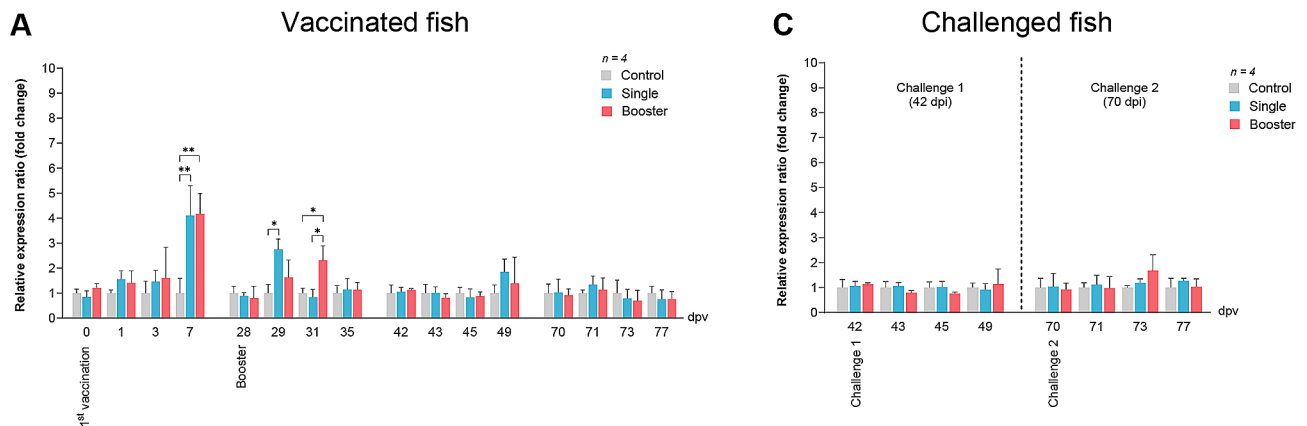 A
Vaccinated fish
n = 4
Control
Single
Booster
Relative expression ratio (fold change)
10
9
8
7
6
5
4
3
2
1
0
** 
**
*
*
*
0 1 3 7 28 29 31 35 42 43 45 49 70 71 73 77
dpv
1st vaccination
Booster
C
Challenged fish
n = 4
Control
Single
Booster
Challenge 1
(42 dpi)
Challenge 2
(70 dpi)
Relative expression ratio (fold change)
10
9
8
7
6
5
4
3
2
1
0
42 43 45 49 70 71 73 77
dpv
Challenge 1
Challenge 2